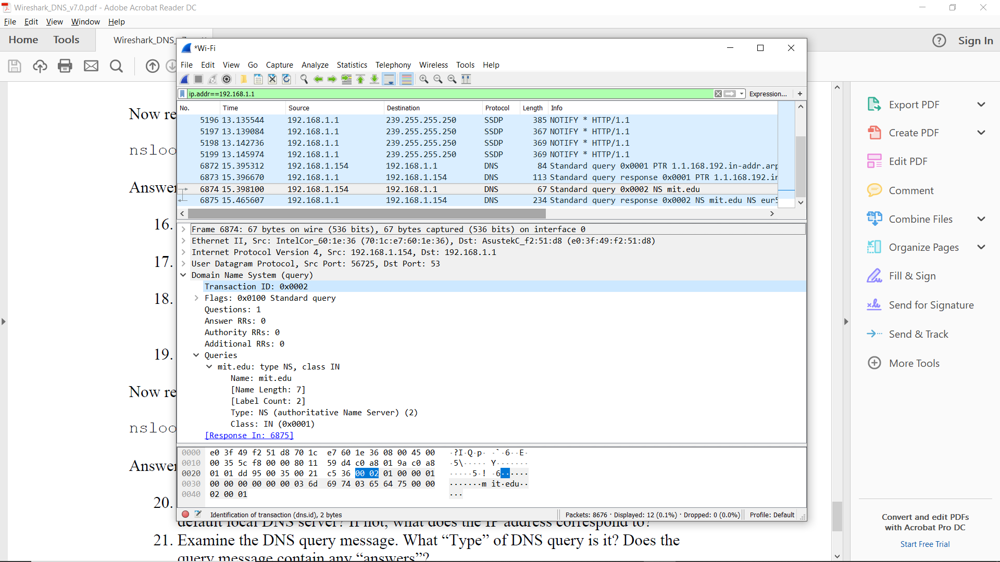 Wireshark_DNS_v7.0.pdf - Adobe Acrobat Reader DC
File Edit View Window Help
Home Tools Wireshark_DNS_ Sign In
*Wi-Fi
File Edit View Go Capture Analyze Statistics Telephony Wireless Tools Help
ip.addr==192.168.1.1 Expression... +
No. Time Source Destination Protocol Length Info
5196 13.135544 192.168.1.1 239.255.255.250 SSDP 385 NOTIFY * HTTP/1.1
5197 13.139084 192.168.1.1 239.255.255.250 SSDP 367 NOTIFY * HTTP/1.1
5198 13.142736 192.168.1.1 239.255.255.250 SSDP 369 NOTIFY * HTTP/1.1
5199 13.145974 192.168.1.1 239.255.255.250 SSDP 369 NOTIFY * HTTP/1.1
6872 15.395312 192.168.1.154 192.168.1.1 DNS 84 Standard query 0x0001 PTR 1.1.168.192.in-addr.arp
6873 15.396670 192.168.1.1 192.168.1.154 DNS 113 Standard query response 0x0001 PTR 1.1.168.192.in
6874 15.398100 192.168.1.154 192.168.1.1 DNS 67 Standard query 0x0002 NS mit.edu
6875 15.465607 192.168.1.1 192.168.1.154 DNS 234 Standard query response 0x0002 NS mit.edu NS eur5
Frame 6874: 67 bytes on wire (536 bits), 67 bytes captured (536 bits) on interface 0
Ethernet II, Src: IntelCor_60:1e:36 (70:1c:e7:60:1e:36), Dst: AsustekC_f2:51:d8 (e0:3f:49:f2:51:d8)
Internet Protocol Version 4, Src: 192.168.1.154, Dst: 192.168.1.1
User Datagram Protocol, Src Port: 56725, Dst Port: 53
Domain Name System (query)
Transaction ID: 0x0002
Flags: 0x0100 Standard query
Questions: 1
Answer RRs: 0
Authority RRs: 0
Additional RRs: 0
Queries
mit.edu: type NS, class IN
Name: mit.edu
[Name Length: 7]
[Label Count: 2]
Type: NS (authoritative Name Server) (2)
Class: IN (0x0001)
[Response In: 6875]
0000 e0 3f 49 f2 51 d8 70 1c e7 60 1e 36 08 00 45 00 ·?I·Q·p· ·`·6··E·
0010 00 35 5c f8 00 00 80 11 59 d4 c0 a8 01 9a c0 a8 ·5\····· Y·······
0020 01 01 dd 95 00 35 00 21 c5 36 00 02 01 00 00 01 ·····5·! ·6······
0030 00 00 00 00 00 00 03 6d 69 74 03 65 64 75 00 00 ·······m it·edu··
0040 02 00 01 ···
Identification of transaction (dns.id), 2 bytes Packets: 8676 · Displayed: 12 (0.1%) · Dropped: 0 (0.0%) Profile: Default
Now re
nsloo
Answer
16.
17.
18.
19.
Now re
nsloo
Answer
20.
default local DNS server? If not, what does the IP address correspond to?
21. Examine the DNS query message. What “Type” of DNS query is it? Does the
query message contain any “answers”?
Export PDF
Create PDF
Edit PDF
Comment
Combine Files
Organize Pages
Fill & Sign
Send for Signature
Send & Track
More Tools
Convert and edit PDFs
with Acrobat Pro DC
Start Free Trial